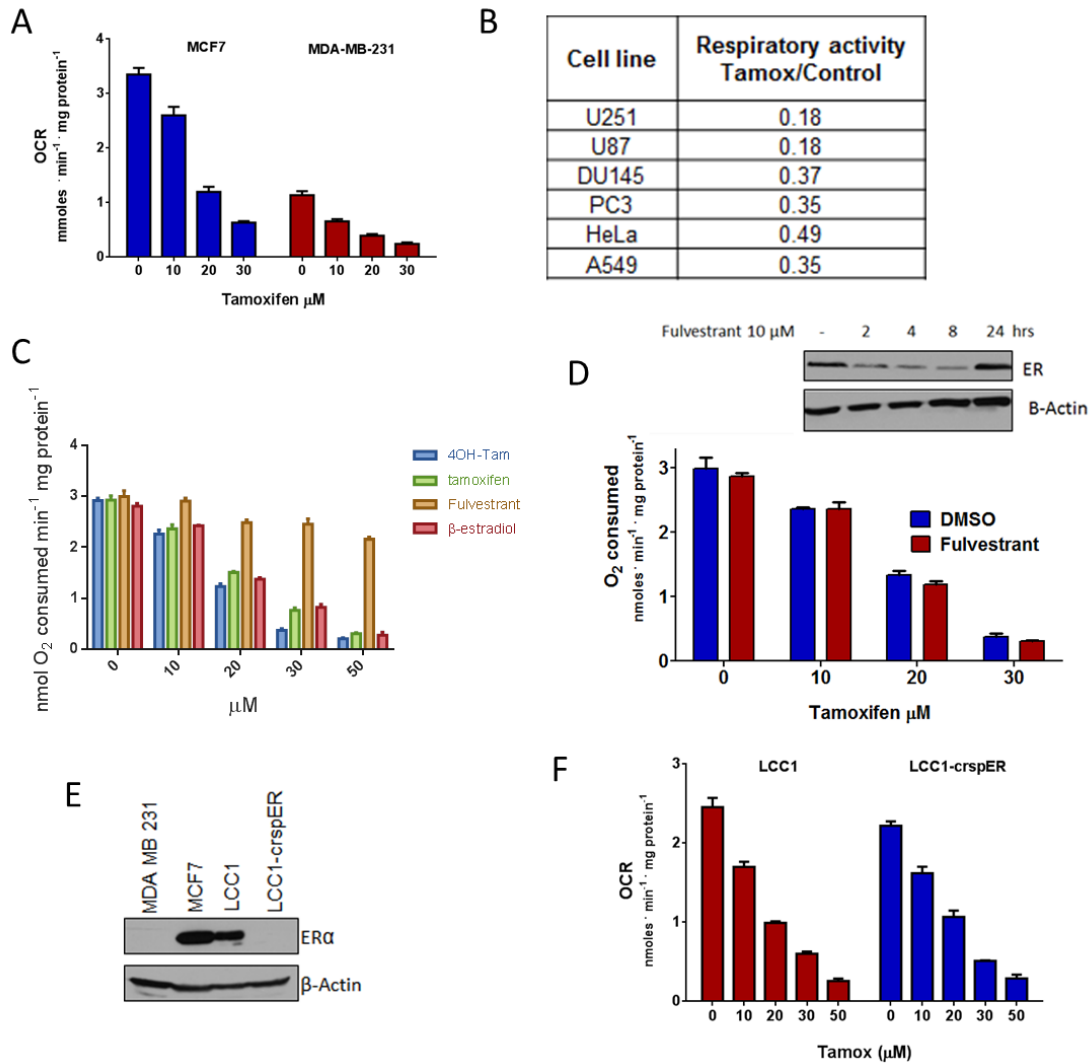 A
MCF7
MDA-MB-231
OCR
nmoles · min⁻¹ · mg protein⁻¹
4
3
2
1
0
0 10 20 30 0 10 20 30
Tamoxifen µM
B
Cell line Respiratory activity
Tamox/Control
U251 0.18
U87 0.18
DU145 0.37
PC3 0.35
HeLa 0.49
A549 0.35
C
nmol O₂ consumed min⁻¹ mg protein⁻¹
4
3
2
1
0
0 10 20 30 50
µM
4OH-Tam
tamoxifen
Fulvestrant
β-estradiol
D
Fulvestrant 10 µM - 2 4 8 24 hrs
ER
B-Actin
O₂ consumed
nmoles · min⁻¹ · mg protein⁻¹
3
2
1
0
DMSO
Fulvestrant
0 10 20 30
Tamoxifen µM
E
MDA MB 231
MCF7
LCC1
LCC1-crspER
ERα
β-Actin
F
LCC1
LCC1-crspER
OCR
nmoles · min⁻¹ · mg protein⁻¹
3
2
1
0
0 10 20 30 50 0 10 20 30 50
Tamox (µM)